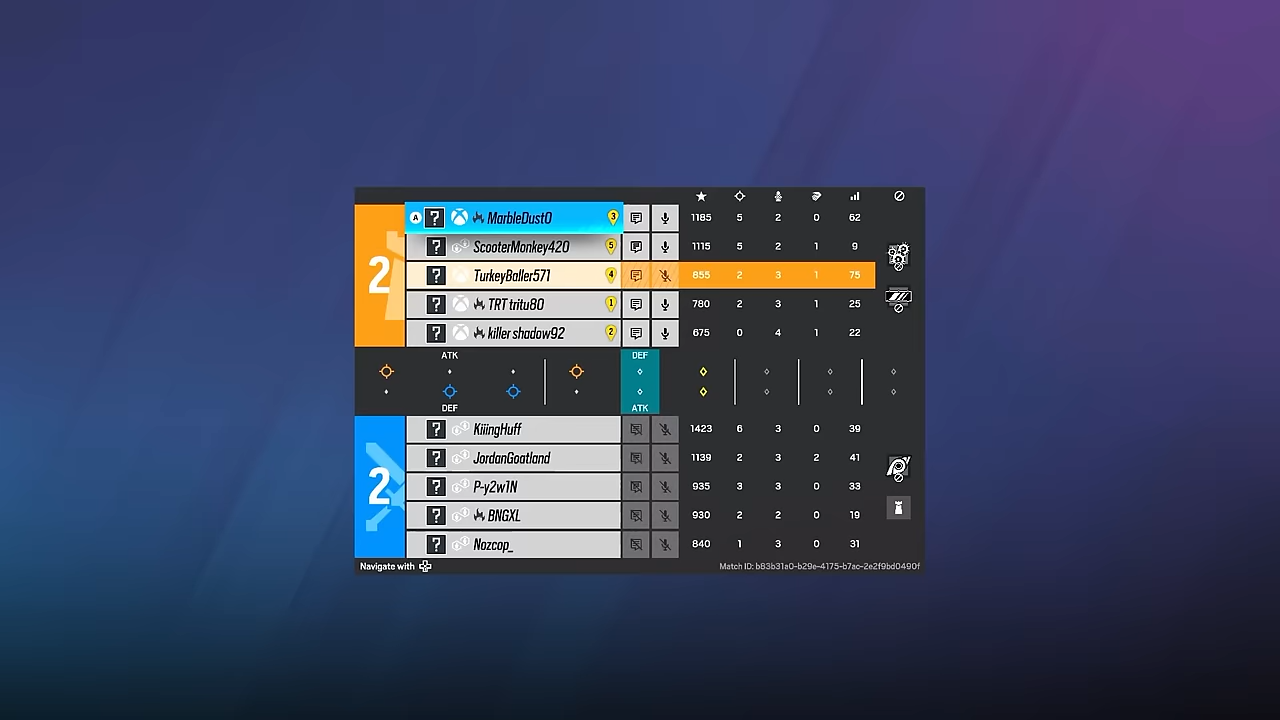 A ? MarbleDust0 3 1185 5 2 0 62
? ScooterMonkey420 5 1115 5 2 1 9
2
? TurkeyBaller571 4 855 2 3 1 75
? TRT tritu80 1 780 2 3 1 25
? killer shadow92 2 675 0 4 1 22
ATK DEF
DEF ATK
? KiiingHuff 1423 6 3 0 39
? JordanGoatland 1139 2 3 2 41
2
? P-y2w1N 935 3 3 0 33
? BNGXL 930 2 2 0 19
? Nozcop_ 840 1 3 0 31
Navigate with Match ID: b83b31a0-b29e-4175-b7ac-2e2f9bd0490f